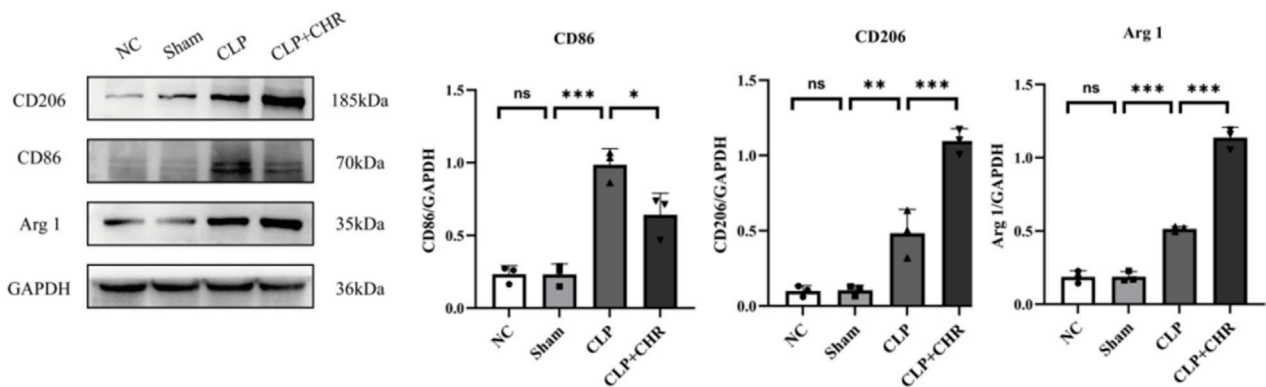 NC Sham CLP CLP+CHR
CD206 185kDa
CD86 70kDa
Arg 1 35kDa
GAPDH 36kDa
CD86
ns *** *
1.5
1.0
0.5
0.0
CD86/GAPDH
NC Sham CLP CLP+CHR
CD206
ns ** ***
1.5
1.0
0.5
0.0
CD206/GAPDH
NC Sham CLP CLP+CHR
Arg 1
ns *** ***
1.5
1.0
0.5
0.0
Arg 1/GAPDH
NC Sham CLP CLP+CHR